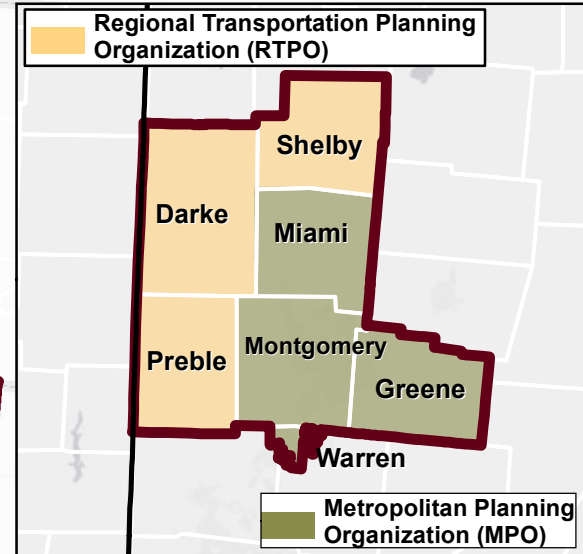 Regional Transportation Planning
Organization (RTPO)
Shelby
Darke
Miami
Montgomery
Preble
Greene
Warren
Metropolitan Planning
Organization (MPO)